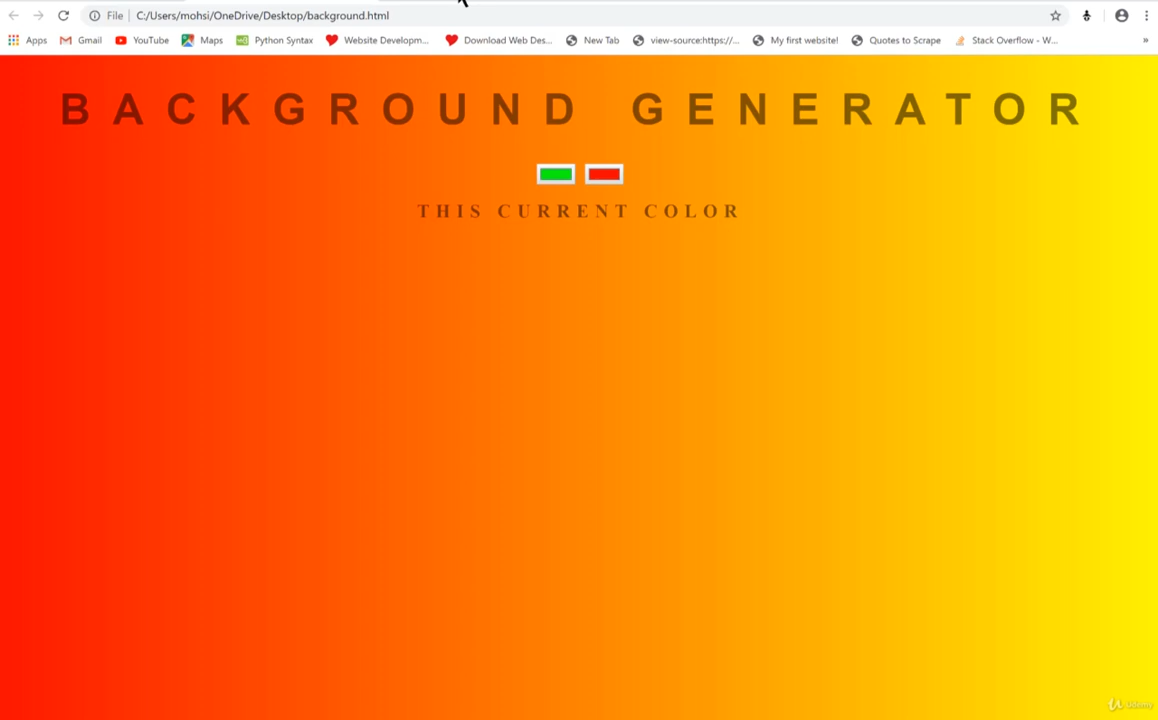 File | C:/Users/mohsi/OneDrive/Desktop/background.html
Apps Gmail YouTube Maps Python Syntax Website Developm... Download Web Des... New Tab view-source:https://... My first website! Quotes to Scrape Stack Overflow - W... »
BACKGROUND GENERATOR
THIS CURRENT COLOR
Udemy